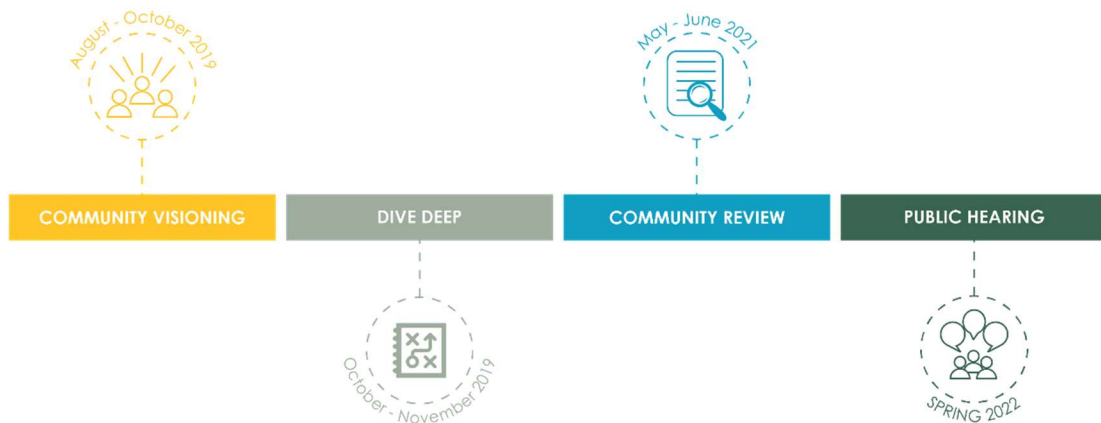 August - October 2019
May - June 2021
COMMUNITY VISIONING
DIVE DEEP
COMMUNITY REVIEW
PUBLIC HEARING
October - November 2019
SPRING 2022